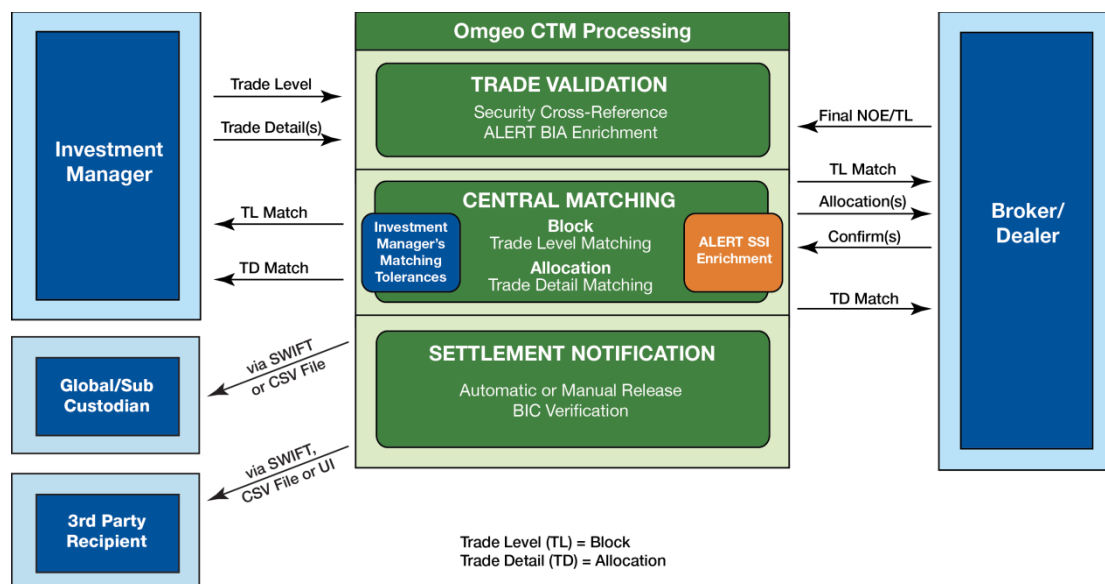 Omgeo CTM Processing
Investment
Manager
Trade Level
Trade Detail(s)
TL Match
TD Match
TRADE VALIDATION
Security Cross-Reference
ALERT BIA Enrichment
CENTRAL MATCHING
Block
Trade Level Matching
Allocation
Trade Detail Matching
Investment
Manager's
Matching
Tolerances
ALERT SSI
Enrichment
SETTLEMENT NOTIFICATION
Automatic or Manual Release
BIC Verification
Final NOE/TL
TL Match
Allocation(s)
Confirm(s)
TD Match
Broker/
Dealer
via SWIFT
or CSV File
Global/Sub
Custodian
via SWIFT,
CSV File or UI
3rd Party
Recipient
Trade Level (TL) = Block
Trade Detail (TD) = Allocation